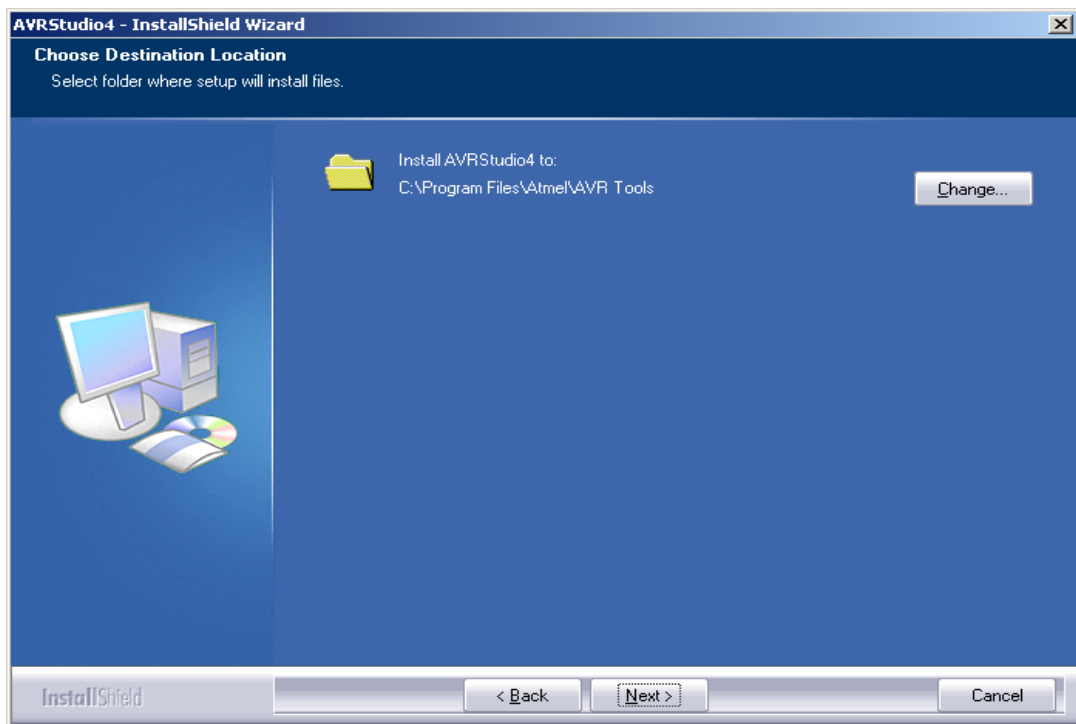 AVRStudio4 - InstallShield Wizard
Choose Destination Location
Select folder where setup will install files.
Install AVRStudio4 to:
C:\Program Files\Atmel\AVR Tools
Change...
InstallShield
< Back
Next >
Cancel